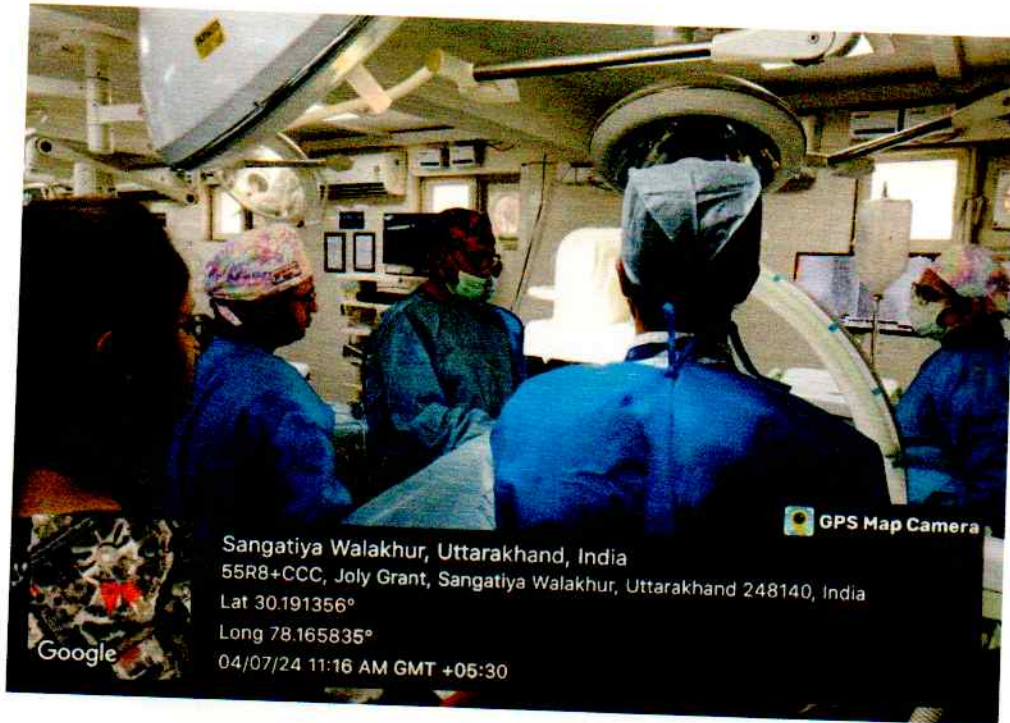 GPS Map Camera
Sangatiya Walakhur, Uttarakhand, India
55R8+CCC, Joly Grant, Sangatiya Walakhur, Uttarakhand 248140, India
Lat 30.191356°
Long 78.165835°
04/07/24 11:16 AM GMT +05:30
Google